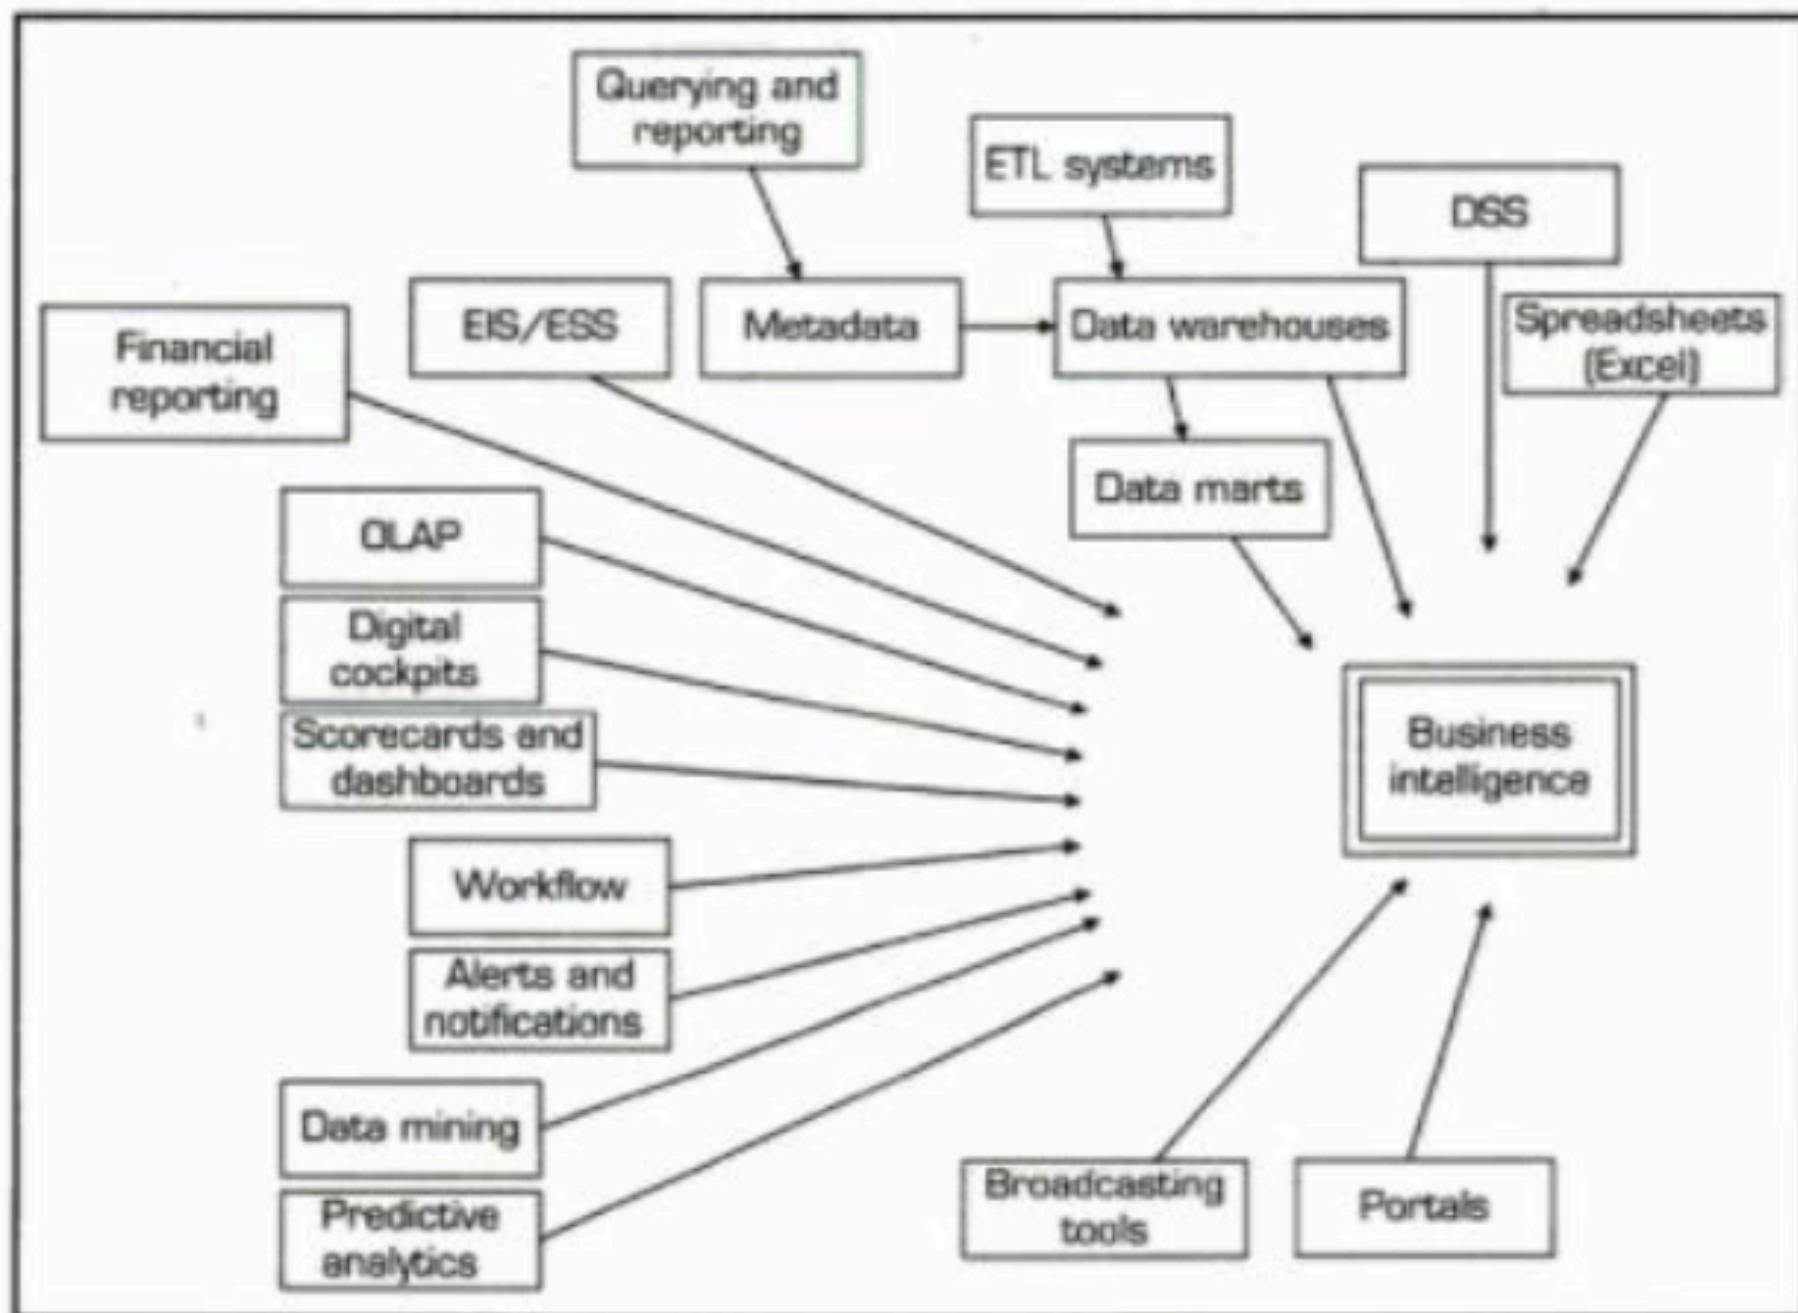 Querying and
reporting
ETL systems
DSS
Financial
reporting
EIS/ESS
Metadata
Data warehouses
Spreadsheets
(Excel)
Data marts
OLAP
Digital
cockpits
Scorecards and
dashboards
Business
intelligence
Workflow
Alerts and
notifications
Data mining
Predictive
analytics
Broadcasting
tools
Portals